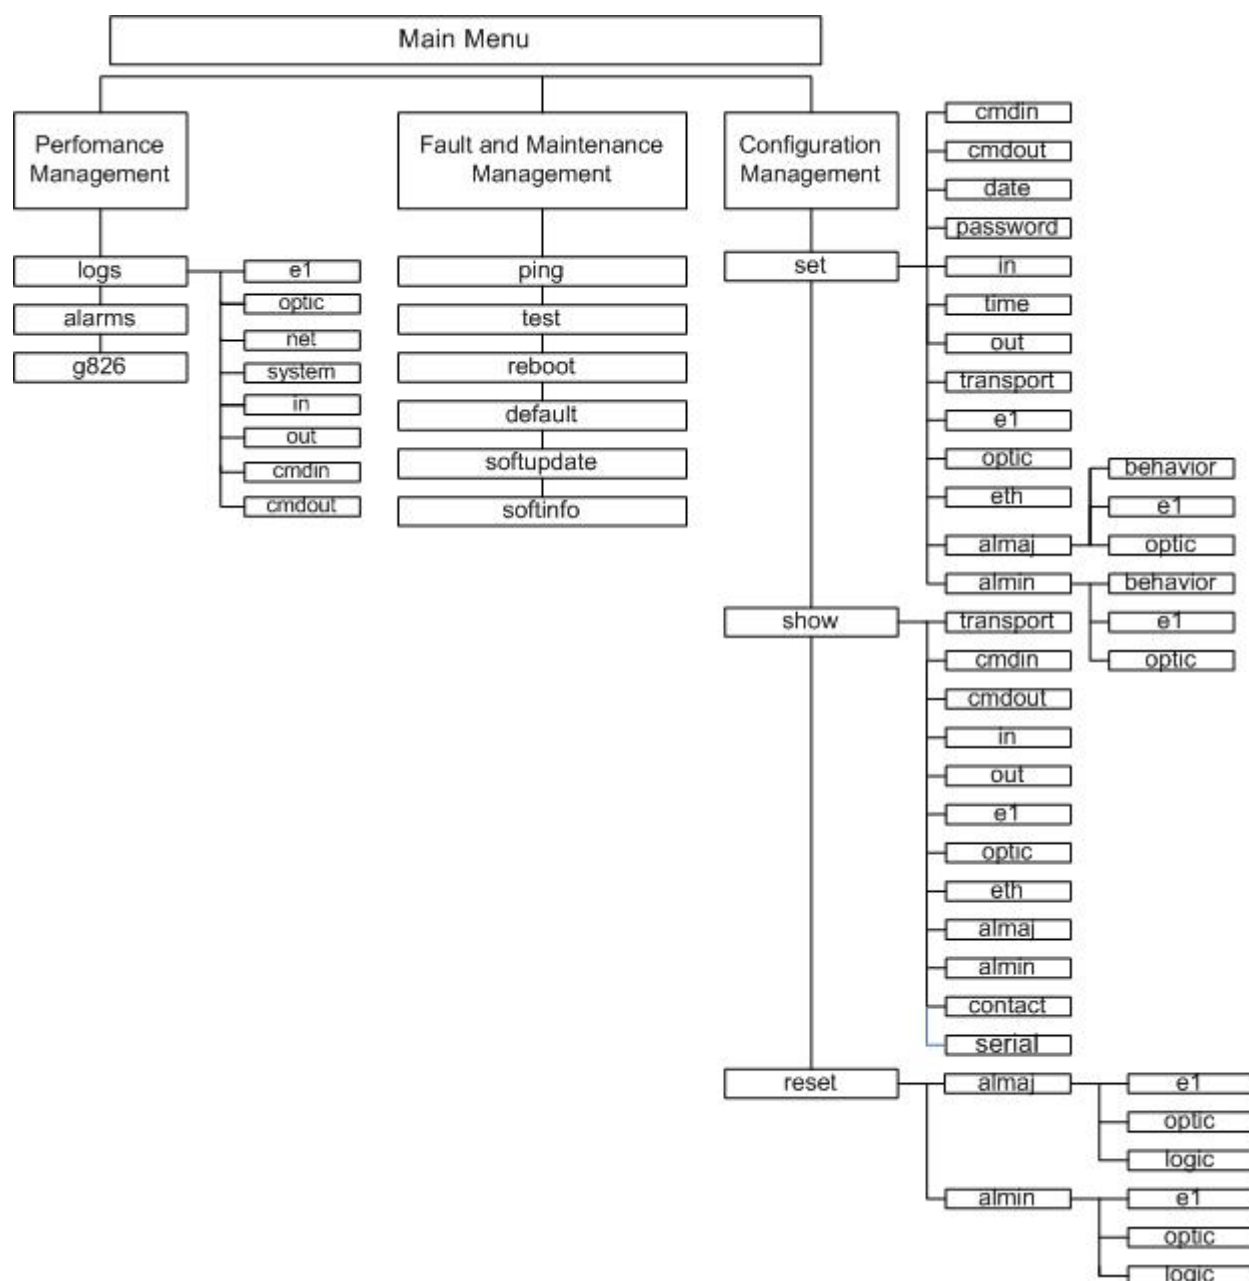 Main Menu
Perfomance
Management
logs
alarms
g826
e1
optic
net
system
in
out
cmdin
cmdout
Fault and Maintenance
Management
ping
test
reboot
default
softupdate
softinfo
Configuration
Management
set
cmdin
cmdout
date
password
in
time
out
transport
e1
optic
eth
almaj
behavior
e1
optic
almin
behavior
e1
optic
show
transport
cmdin
cmdout
in
out
e1
optic
eth
almaj
almin
contact
serial
reset
almaj
e1
optic
logic
almin
e1
optic
logic